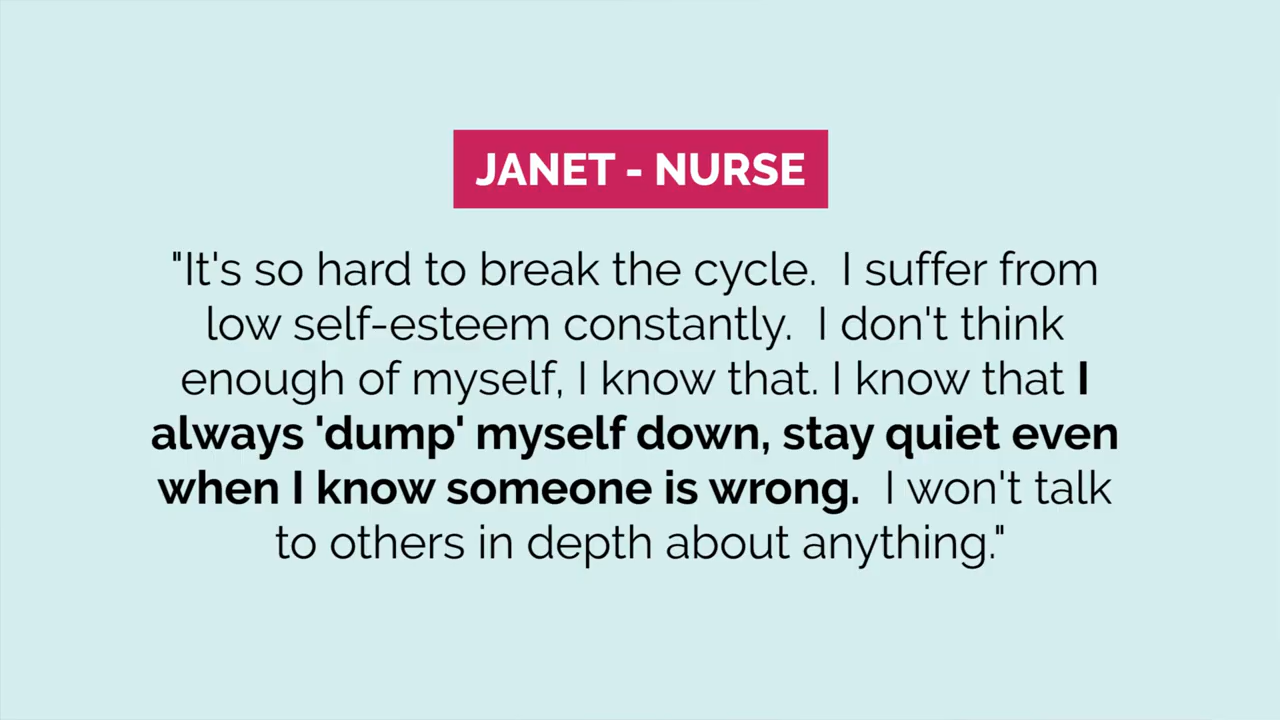 JANET - NURSE
"It's so hard to break the cycle.  I suffer from
low self-esteem constantly.  I don't think
enough of myself, I know that. I know that I
always 'dump' myself down, stay quiet even
when I know someone is wrong.  I won't talk
to others in depth about anything."